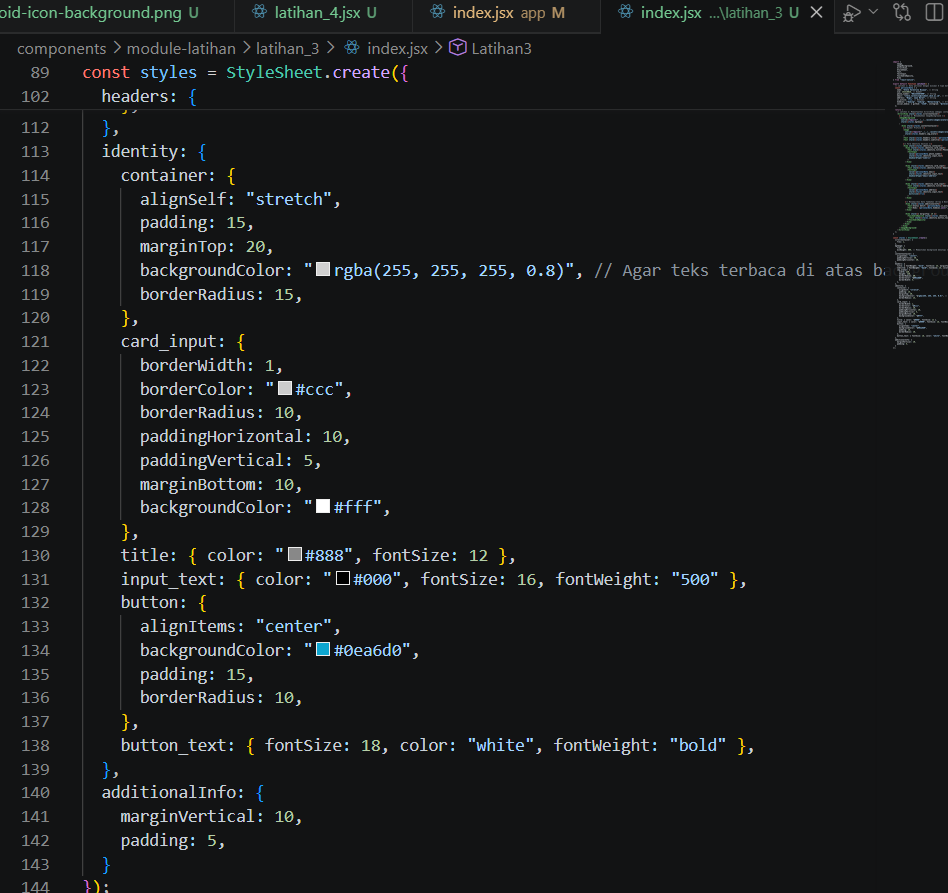 oid-icon-background.png U latihan_4.jsx U index.jsx app M index.jsx ...\latihan_3 U
components > module-latihan > latihan_3 > index.jsx > Latihan3
89 const styles = StyleSheet.create({
102 headers: {
112 },
113 identity: {
114 container: {
115 alignSelf: "stretch",
116 padding: 15,
117 marginTop: 20,
118 backgroundColor: "rgba(255, 255, 255, 0.8)", // Agar teks terbaca di atas
119 borderRadius: 15,
120 },
121 card_input: {
122 borderWidth: 1,
123 borderColor: "#ccc",
124 borderRadius: 10,
125 paddingHorizontal: 10,
126 paddingVertical: 5,
127 marginBottom: 10,
128 backgroundColor: "#fff",
129 },
130 title: { color: "#888", fontSize: 12 },
131 input_text: { color: "#000", fontSize: 16, fontWeight: "500" },
132 button: {
133 alignItems: "center",
134 backgroundColor: "#0ea6d0",
135 padding: 15,
136 borderRadius: 10,
137 },
138 button_text: { fontSize: 18, color: "white", fontWeight: "bold" },
139 },
140 additionalInfo: {
141 marginVertical: 10,
142 padding: 5,
143 }
144 });